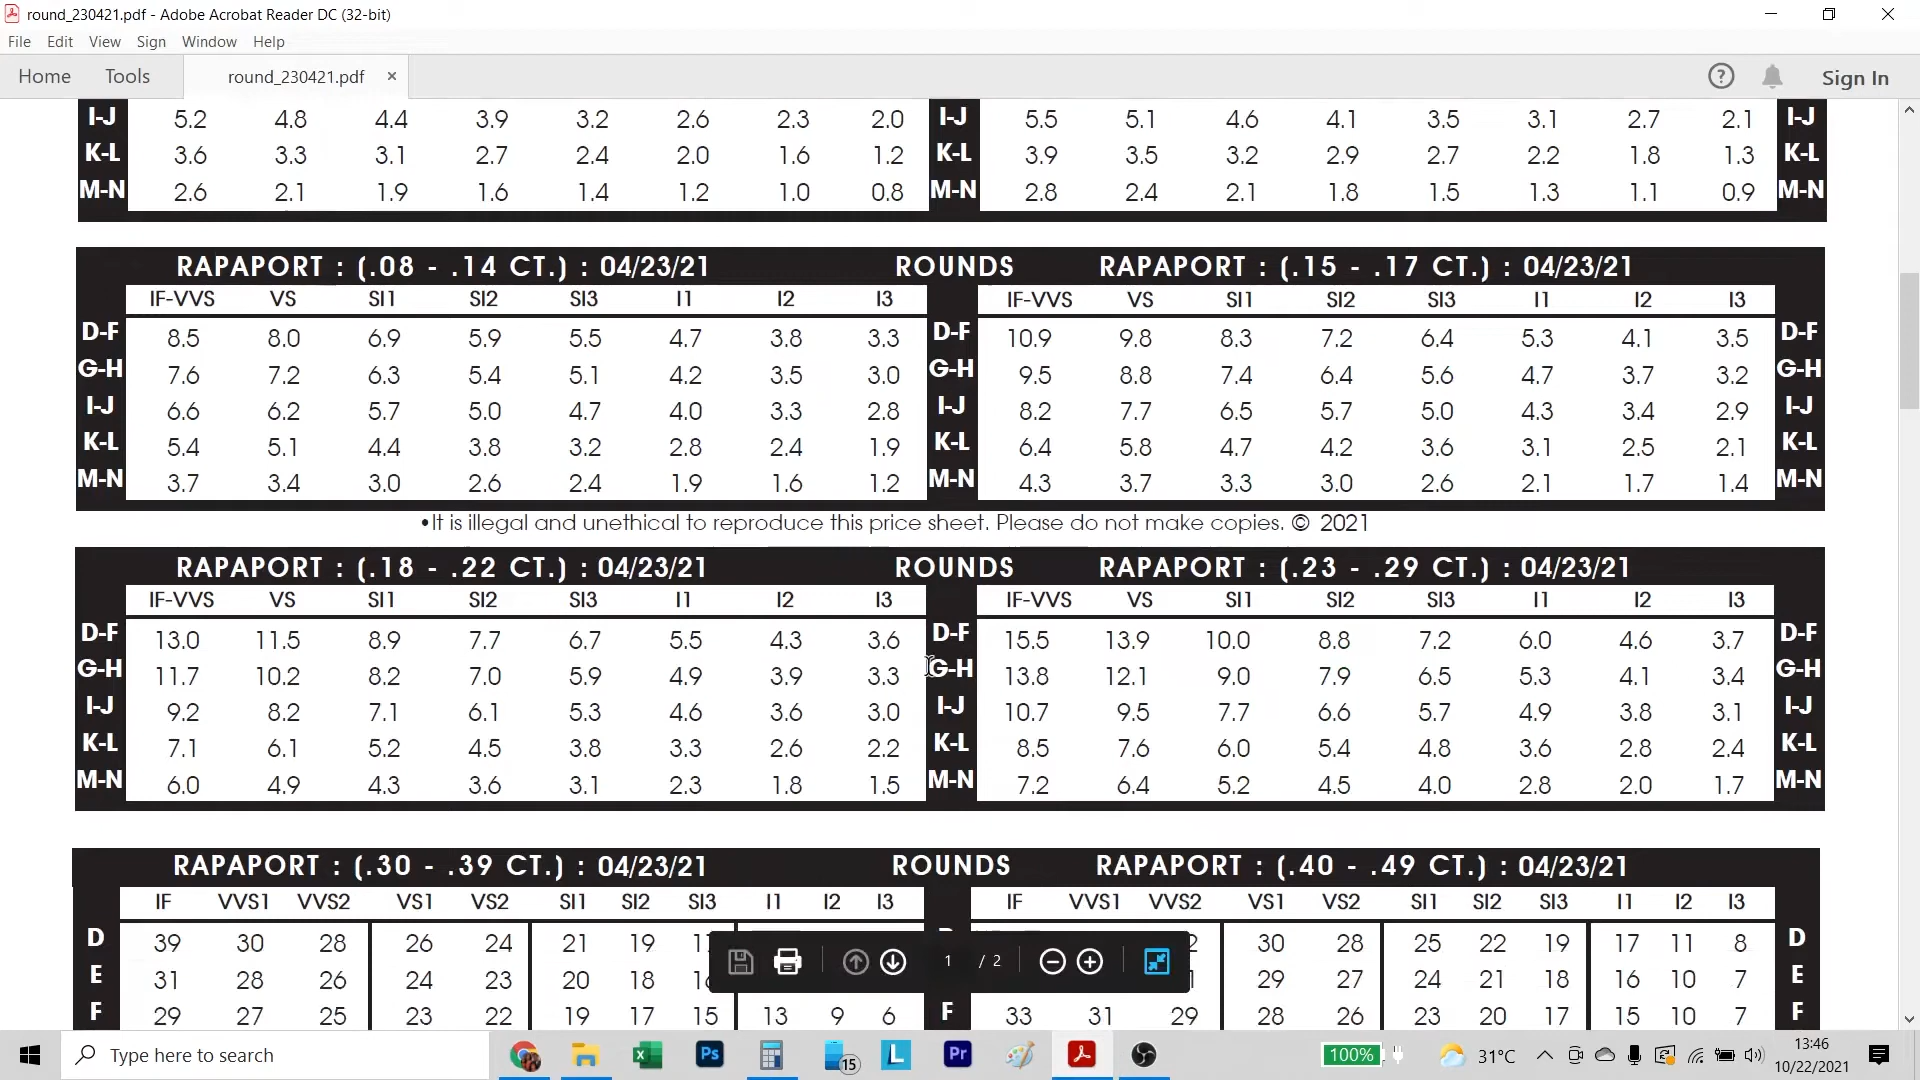 round_230421.pdf - Adobe Acrobat Reader DC (32-bit)
File Edit View Sign Window Help
Home Tools round_230421.pdf × ? Sign In
I-J 5.2 4.8 4.4 3.9 3.2 2.6 2.3 2.0 I-J 5.5 5.1 4.6 4.1 3.5 3.1 2.7 2.1 I-J
K-L 3.6 3.3 3.1 2.7 2.4 2.0 1.6 1.2 K-L 3.9 3.5 3.2 2.9 2.7 2.2 1.8 1.3 K-L
M-N 2.6 2.1 1.9 1.6 1.4 1.2 1.0 0.8 M-N 2.8 2.4 2.1 1.8 1.5 1.3 1.1 0.9 M-N
RAPAPORT : (.08 - .14 CT.) : 04/23/21 ROUNDS RAPAPORT : (.15 - .17 CT.) : 04/23/21
IF-VVS VS SI1 SI2 SI3 I1 I2 I3 IF-VVS VS SI1 SI2 SI3 I1 I2 I3
D-F 8.5 8.0 6.9 5.9 5.5 4.7 3.8 3.3 D-F 10.9 9.8 8.3 7.2 6.4 5.3 4.1 3.5 D-F
G-H 7.6 7.2 6.3 5.4 5.1 4.2 3.5 3.0 G-H 9.5 8.8 7.4 6.4 5.6 4.7 3.7 3.2 G-H
I-J 6.6 6.2 5.7 5.0 4.7 4.0 3.3 2.8 I-J 8.2 7.7 6.5 5.7 5.0 4.3 3.4 2.9 I-J
K-L 5.4 5.1 4.4 3.8 3.2 2.8 2.4 1.9 K-L 6.4 5.8 4.7 4.2 3.6 3.1 2.5 2.1 K-L
M-N 3.7 3.4 3.0 2.6 2.4 1.9 1.6 1.2 M-N 4.3 3.7 3.3 3.0 2.6 2.1 1.7 1.4 M-N
•It is illegal and unethical to reproduce this price sheet. Please do not make copies. © 2021
RAPAPORT : (.18 - .22 CT.) : 04/23/21 ROUNDS RAPAPORT : (.23 - .29 CT.) : 04/23/21
IF-VVS VS SI1 SI2 SI3 I1 I2 I3 IF-VVS VS SI1 SI2 SI3 I1 I2 I3
D-F 13.0 11.5 8.9 7.7 6.7 5.5 4.3 3.6 D-F 15.5 13.9 10.0 8.8 7.2 6.0 4.6 3.7 D-F
G-H 11.7 10.2 8.2 7.0 5.9 4.9 3.9 3.3 G-H 13.8 12.1 9.0 7.9 6.5 5.3 4.1 3.4 G-H
I-J 9.2 8.2 7.1 6.1 5.3 4.6 3.6 3.0 I-J 10.7 9.5 7.7 6.6 5.7 4.9 3.8 3.1 I-J
K-L 7.1 6.1 5.2 4.5 3.8 3.3 2.6 2.2 K-L 8.5 7.6 6.0 5.4 4.8 3.6 2.8 2.4 K-L
M-N 6.0 4.9 4.3 3.6 3.1 2.3 1.8 1.5 M-N 7.2 6.4 5.2 4.5 4.0 2.8 2.0 1.7 M-N
RAPAPORT : (.30 - .39 CT.) : 04/23/21 ROUNDS RAPAPORT : (.40 - .49 CT.) : 04/23/21
IF VVS1 VVS2 VS1 VS2 SI1 SI2 SI3 I1 I2 I3 IF VVS1 VVS2 VS1 VS2 SI1 SI2 SI3 I1 I2 I3
D 39 30 28 26 24 21 19 30 28 25 22 19 17 11 8 D
E 31 28 26 24 23 20 18 29 27 24 21 18 16 10 7 E
F 29 27 25 23 22 19 17 15 13 9 6 F 33 31 29 28 26 23 20 17 15 10 7 F
1 / 2
Type here to search Ps 15 L Pr 100% 31°C 13:46
10/22/2021